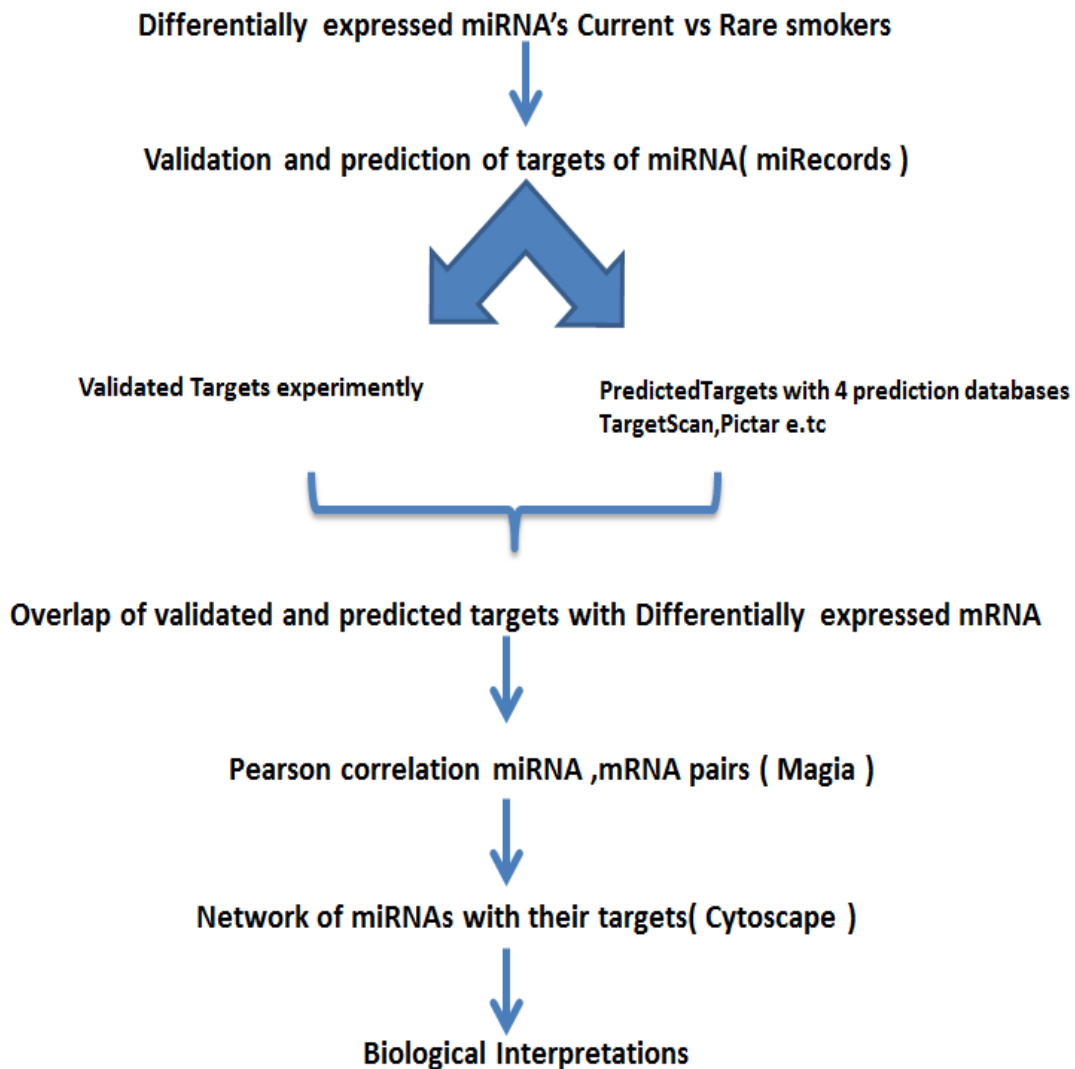 Differentially expressed miRNA's Current vs Rare smokers
Validation and prediction of targets of miRNA( miRecords )
Validated Targets experimently
PredictedTargets with 4 prediction databases
TargetScan,Pictar e.tc
Overlap of validated and predicted targets with Differentially expressed mRNA
Pearson correlation miRNA ,mRNA pairs ( Magia )
Network of miRNAs with their targets( Cytoscape )
Biological Interpretations